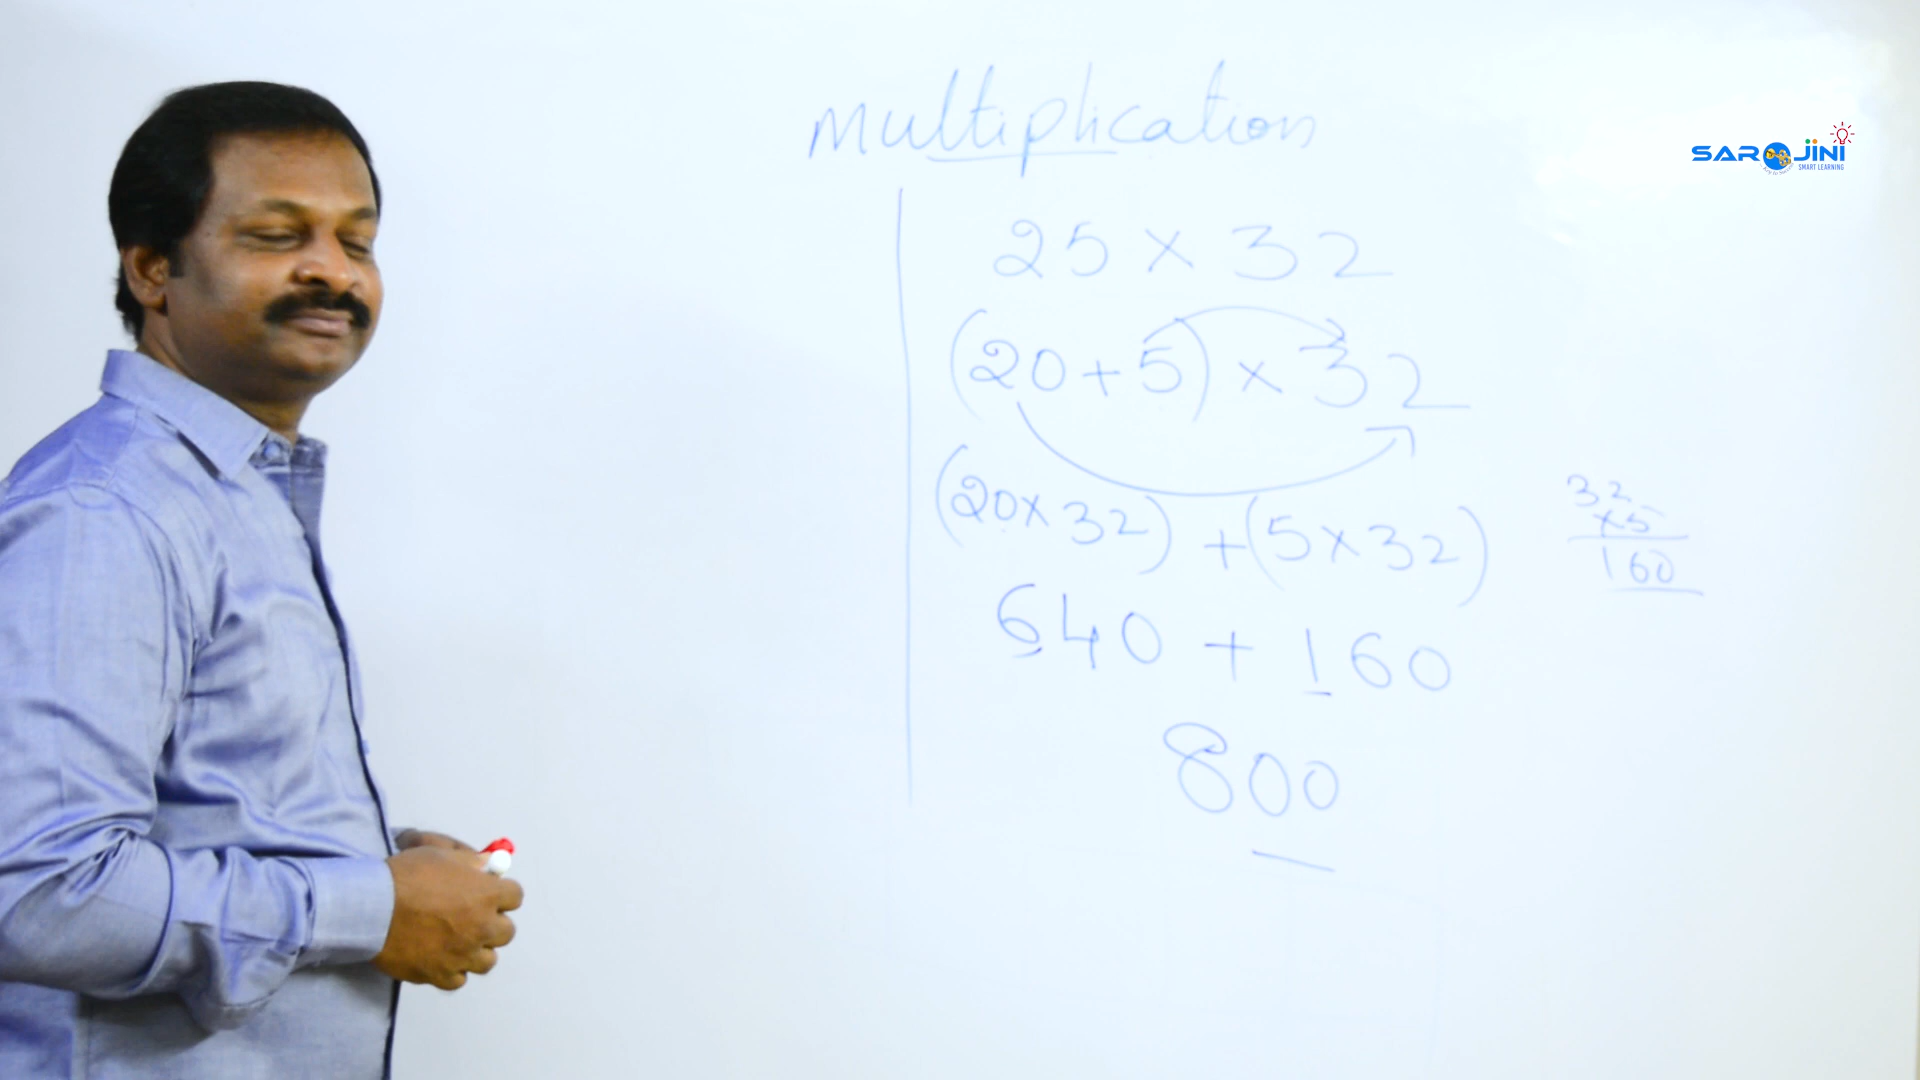 multiplication
SAROJINI
SMART LEARNING
25 × 32
(20 + 5) × 32
(20 × 32) + (5 × 32)
32
×5
160
640 + 160
800